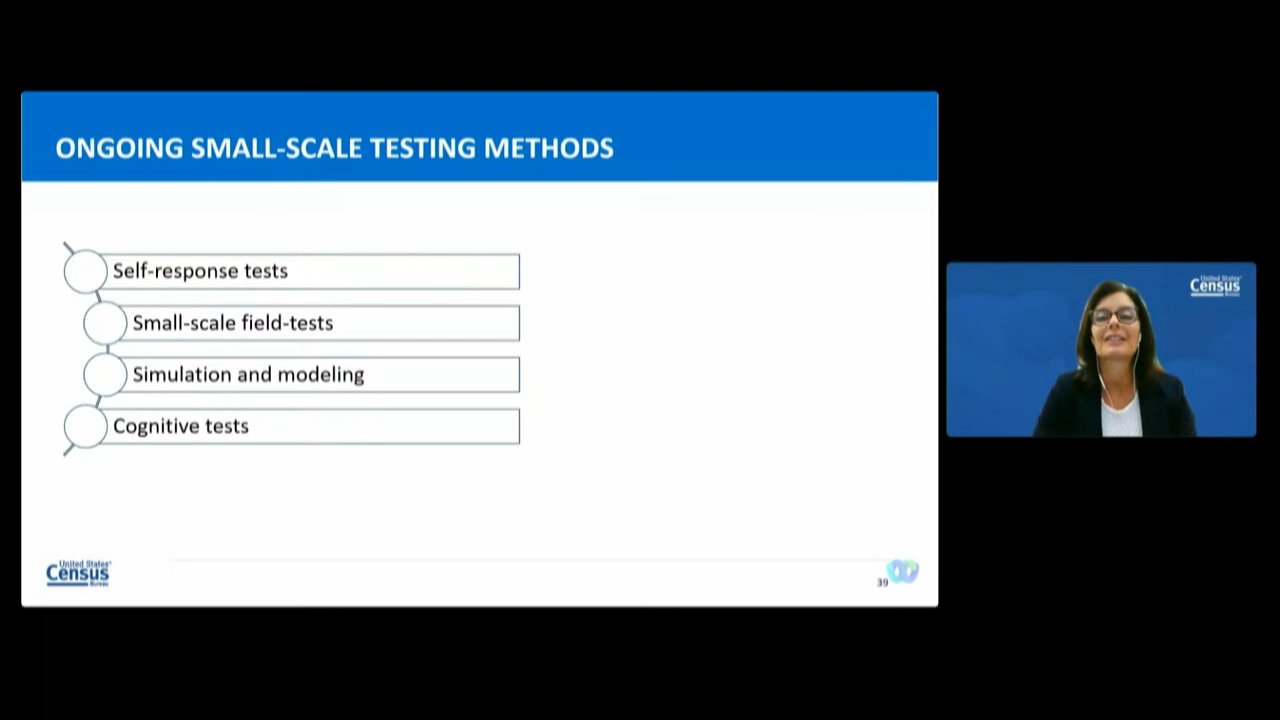 ONGOING SMALL-SCALE TESTING METHODS
Self-response tests
Small-scale field-tests
Simulation and modeling
Cognitive tests
United States®
Census
Bureau
39
United States®
Census
Bureau